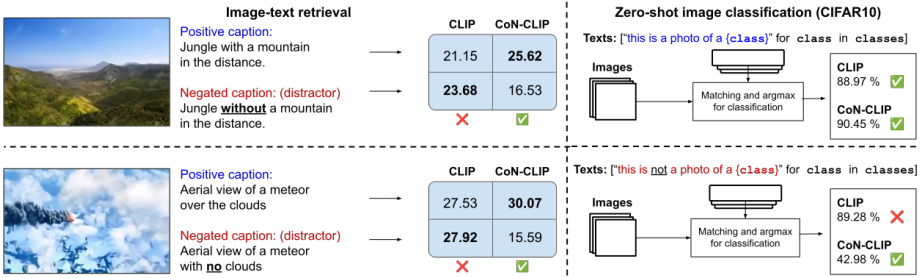 Image-text retrieval
CLIP CoN-CLIP
Positive caption:
Jungle with a mountain
in the distance.
21.15 25.62
Negated caption: (distractor)
Jungle without a mountain
in the distance.
23.68 16.53
❌ ✅
CLIP CoN-CLIP
Positive caption:
Aerial view of a meteor
over the clouds
27.53 30.07
Negated caption: (distractor)
Aerial view of a meteor
with no clouds
27.92 15.59
❌ ✅
Zero-shot image classification (CIFAR10)
Texts: ["this is a photo of a {class}" for class in classes]
Images
Matching and argmax
for classification
CLIP
88.97 % ✅
CoN-CLIP
90.45 % ✅
Texts: ["this is not a photo of a {class}" for class in classes]
Images
Matching and argmax
for classification
CLIP
89.28 % ❌
CoN-CLIP
42.98 % ✅